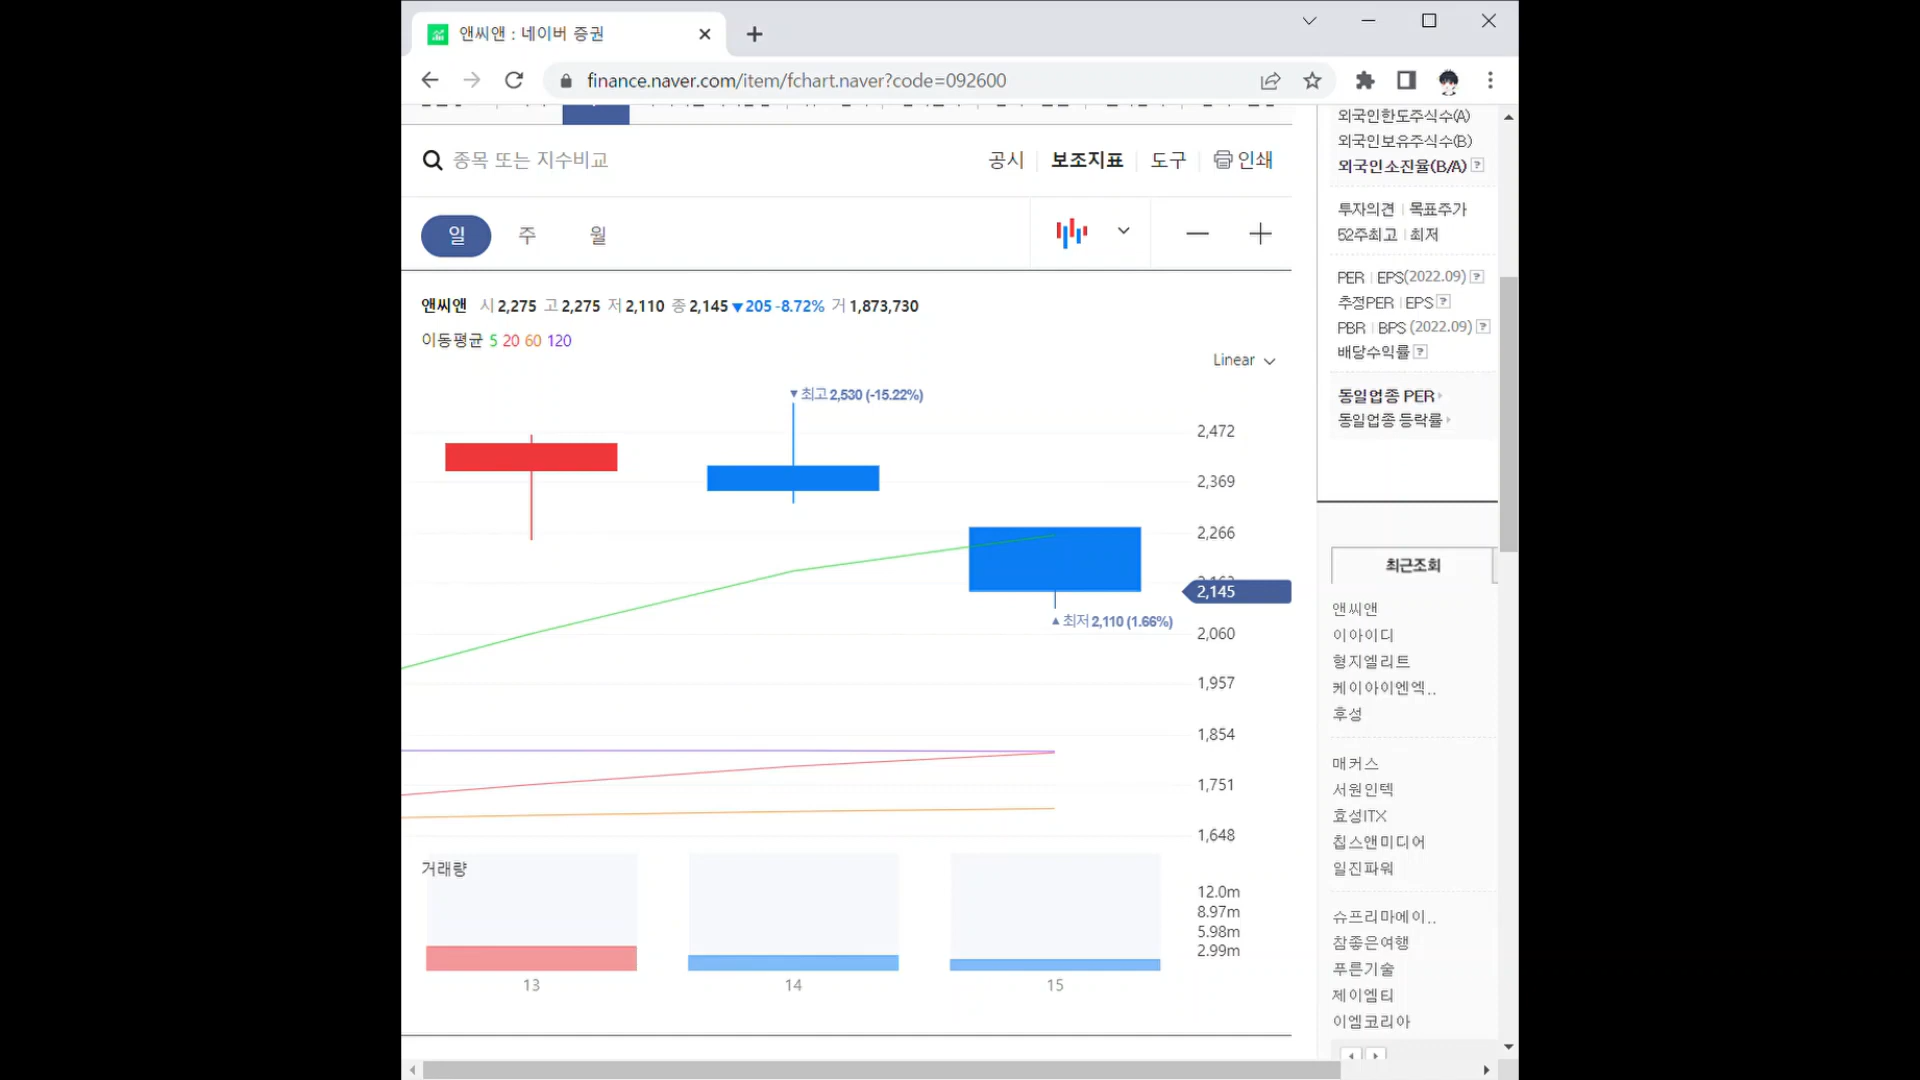 앤씨앤 : 네이버 증권
finance.naver.com/item/fchart.naver?code=092600
종목 또는 지수비교
공시 보조지표 도구 인쇄
일 주 월
앤씨앤 시 2,275 고 2,275 저 2,110 종 2,145 ▼205 -8.72% 거 1,873,730
이동평균 5 20 60 120
Linear
▼최고 2,530 (-15.22%)
2,472
2,369
2,266
2,145
▲최저 2,110 (1.66%)
2,060
1,957
1,854
1,751
1,648
거래량
12.0m
8.97m
5.98m
2.99m
13 14 15
외국인한도주식수(A)
외국인보유주식수(B)
외국인소진율(B/A) ?
투자의견 | 목표주가
52주최고 | 최저
PER | EPS(2022.09) ?
추정PER | EPS ?
PBR | BPS (2022.09) ?
배당수익률 ?
동일업종 PER
동일업종 등락률
최근조회
앤씨앤
이아이디
형지엘리트
케이아이엔엑..
후성
매커스
서원인텍
효성ITX
칩스앤미디어
일진파워
슈프리마에이..
참좋은여행
푸른기술
제이엠티
이엠코리아